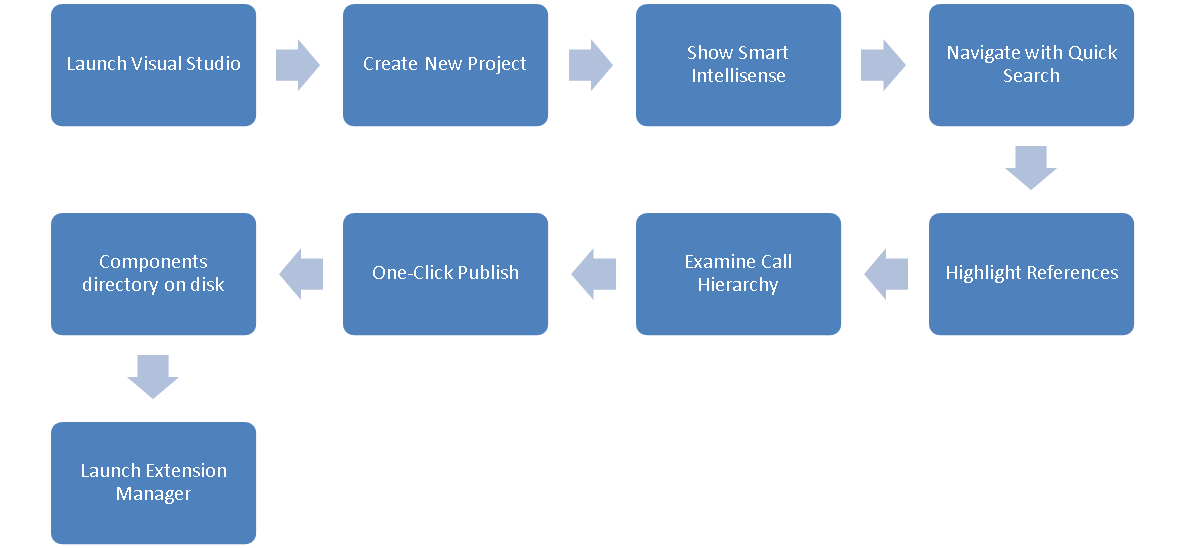 Launch Visual Studio
Create New Project
Show Smart
Intellisense
Navigate with Quick
Search
Highlight References
Examine Call
Hierarchy
One-Click Publish
Components
directory on disk
Launch Extension
Manager